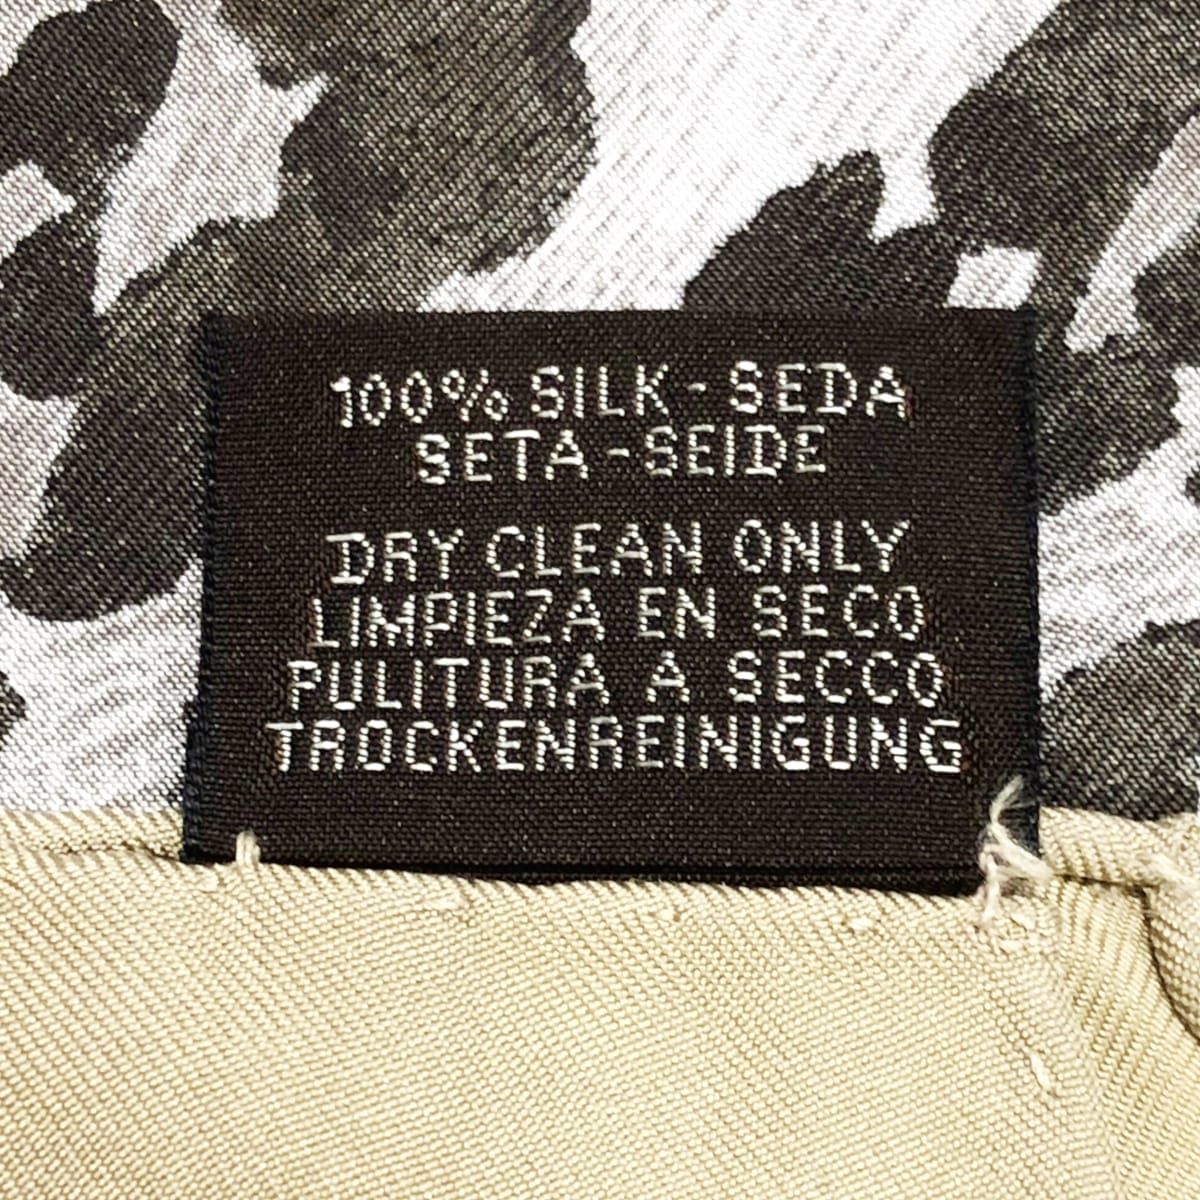 100% SILK - SEDA
SETA - SEIDE
DRY CLEAN ONLY
LIMPIEZA EN SECO
PULITURA A SECCO
TROCKENREINIGUNG